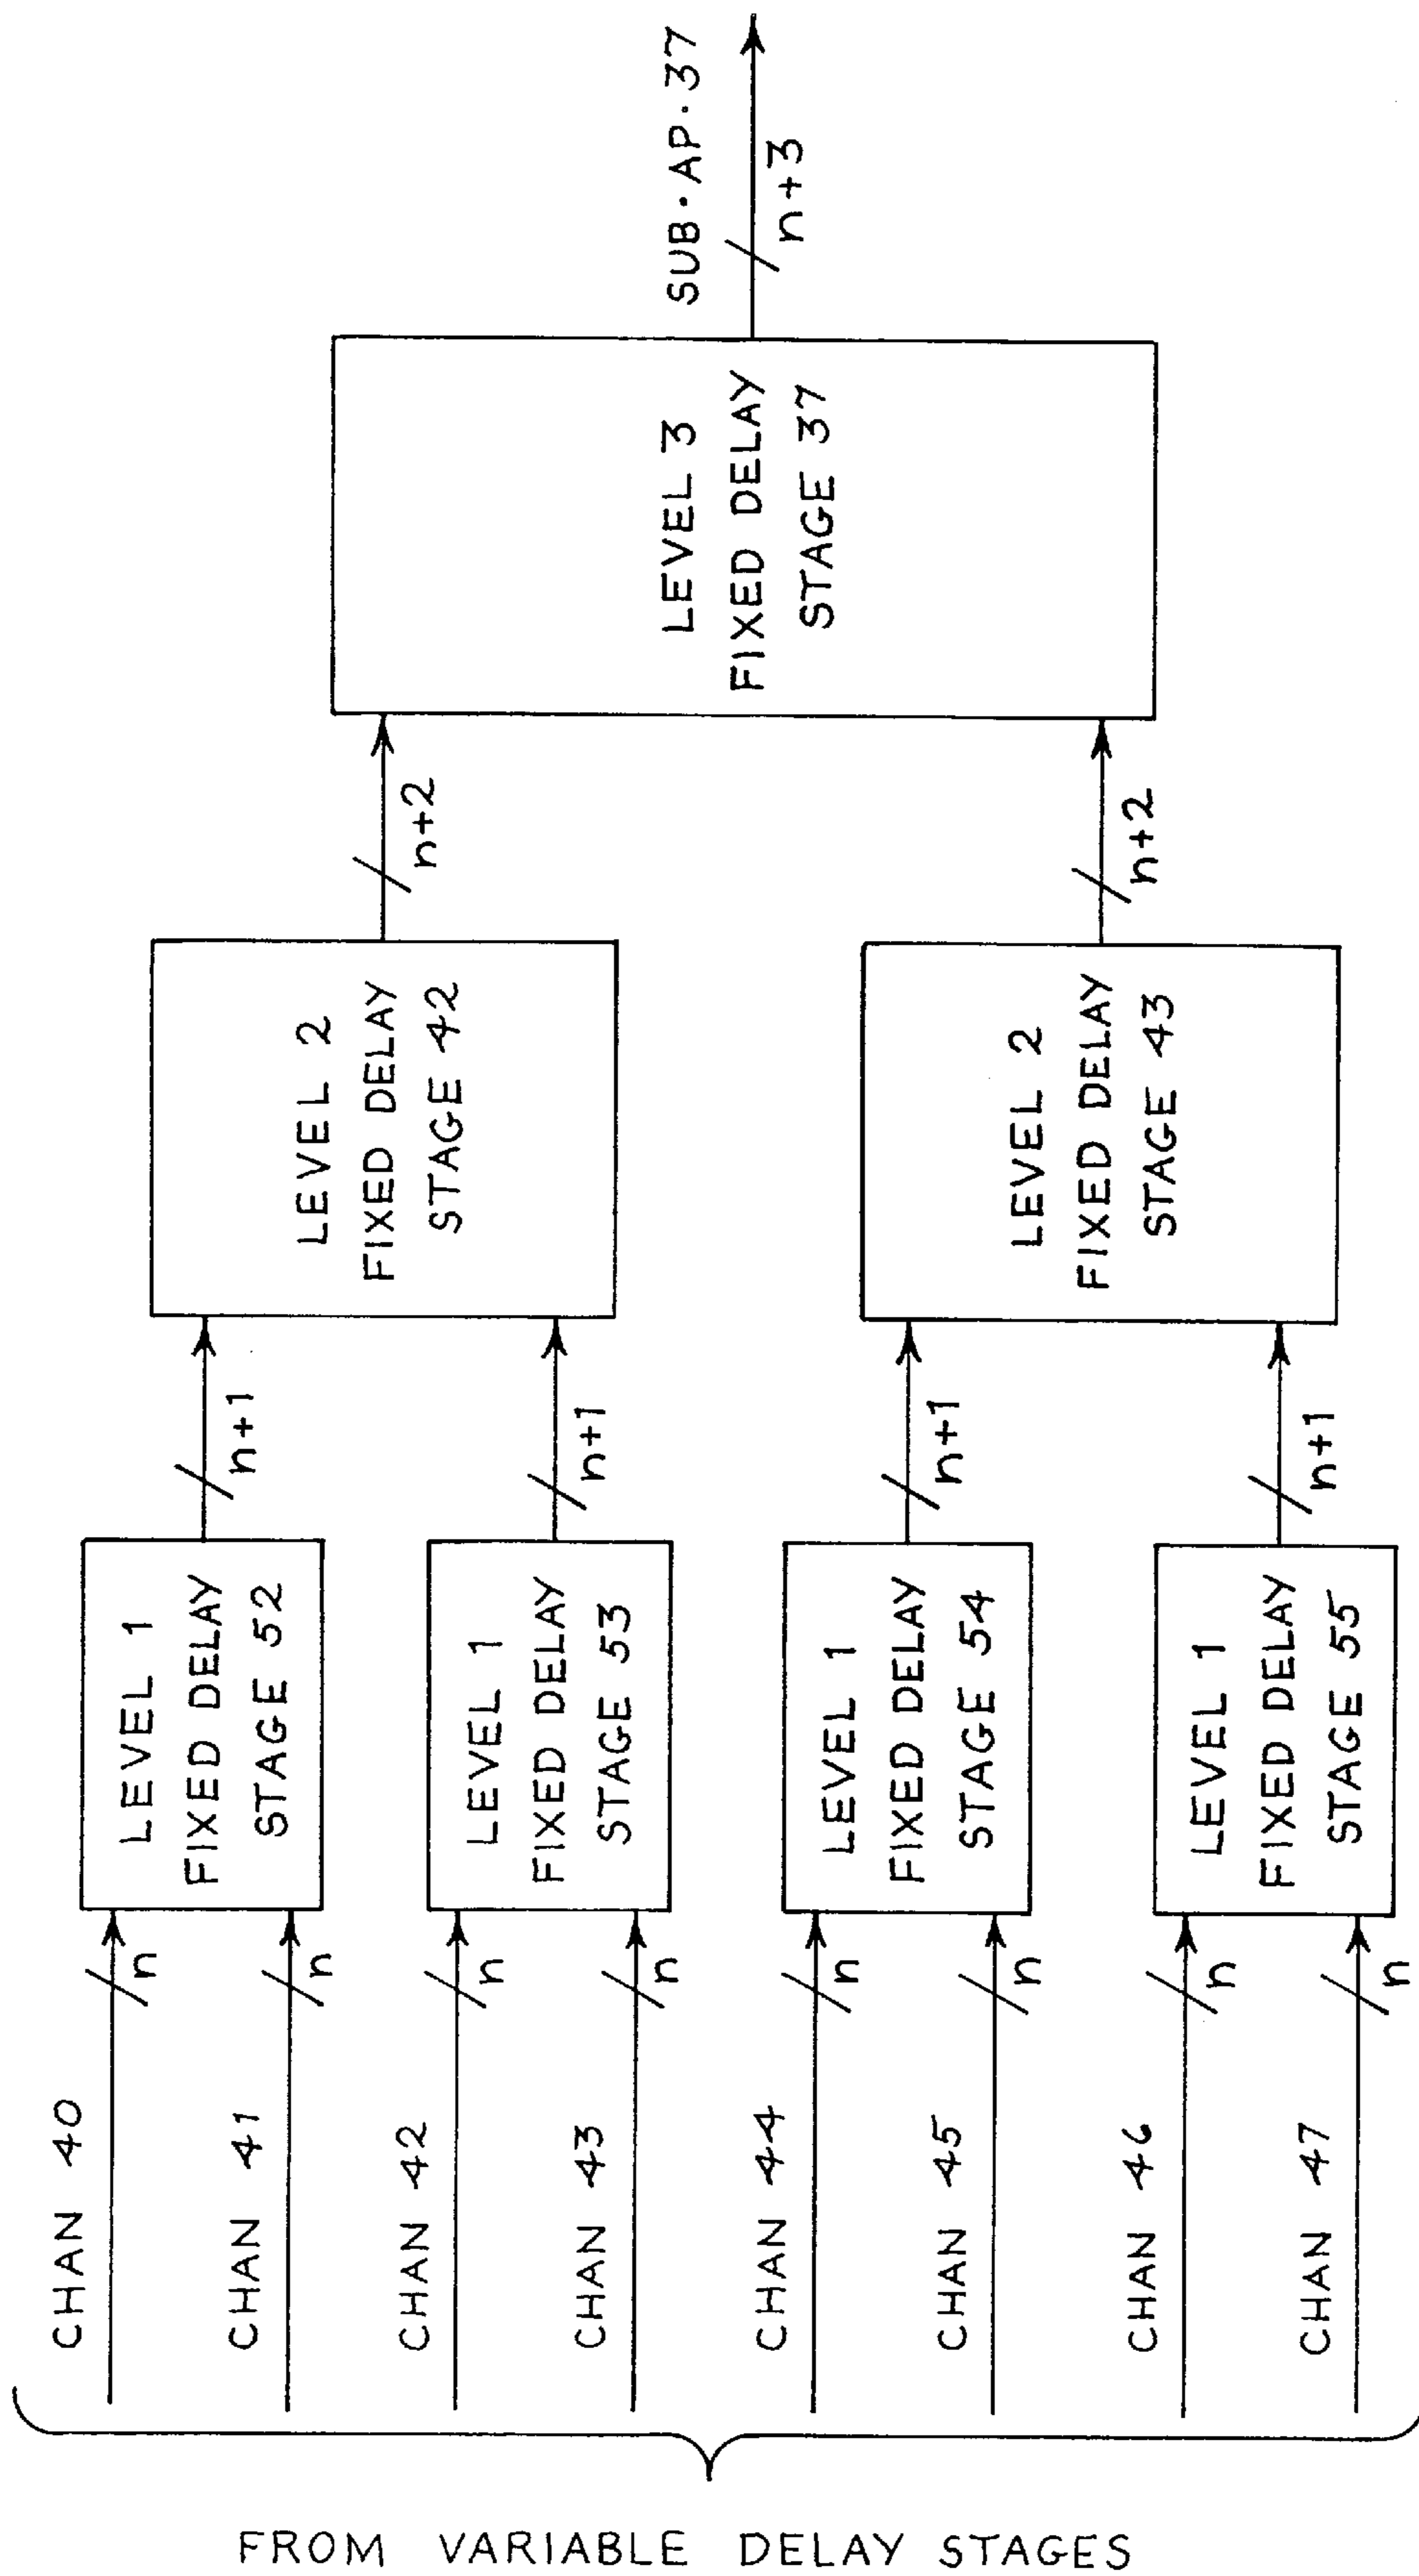 SUB·AP·37
n+3
LEVEL 3
FIXED DELAY
STAGE 37
n+2
n+2
LEVEL 2
FIXED DELAY
STAGE 42
LEVEL 2
FIXED DELAY
STAGE 43
n+1
n+1
n+1
n+1
LEVEL 1
FIXED DELAY
STAGE 52
LEVEL 1
FIXED DELAY
STAGE 53
LEVEL 1
FIXED DELAY
STAGE 54
LEVEL 1
FIXED DELAY
STAGE 55
n
n
n
n
n
n
n
n
CHAN 40
CHAN 41
CHAN 42
CHAN 43
CHAN 44
CHAN 45
CHAN 46
CHAN 47
FROM VARIABLE DELAY STAGES